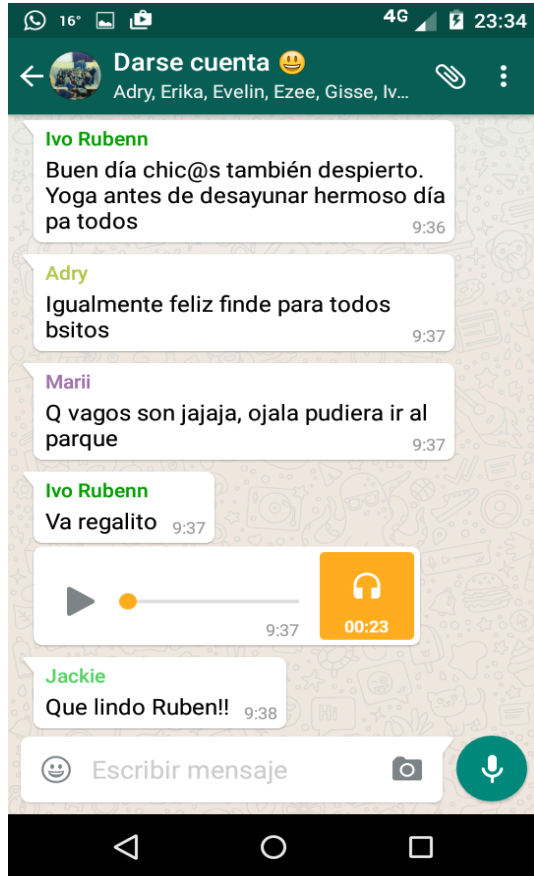 16° 4G 23:34
Darse cuenta 😃
Adry, Erika, Evelin, Ezee, Gisse, Iv...
Ivo Rubenn
Buen día chic@s también despierto.
Yoga antes de desayunar hermoso día
pa todos 9:36
Adry
Igualmente feliz finde para todos
bsitos 9:37
Marii
Q vagos son jajaja, ojala pudiera ir al
parque 9:37
Ivo Rubenn
Va regalito 9:37
9:37 00:23
Jackie
Que lindo Ruben!! 9:38
Escribir mensaje